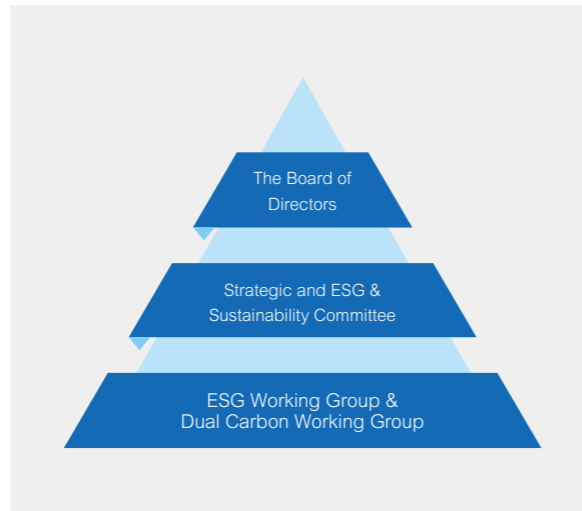 The Board of
Directors
Strategic and ESG &
Sustainability Committee
ESG Working Group &
Dual Carbon Working Group